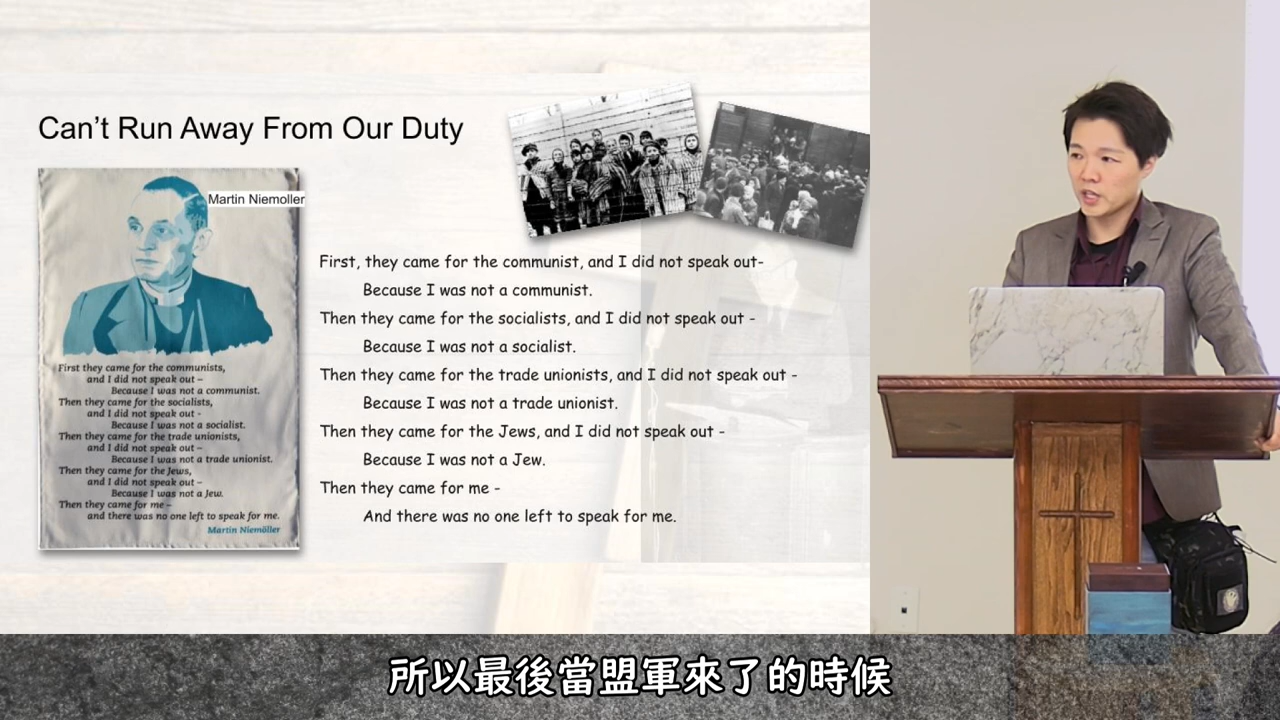 Can't Run Away From Our Duty
Martin Niemoller
First they came for the communists,
and I did not speak out –
Because I was not a communist.
Then they came for the socialists,
and I did not speak out -
Because I was not a socialist.
Then they came for the trade unionists,
and I did not speak out –
Because I was not a trade unionist.
Then they came for the Jews,
and I did not speak out –
Because I was not a Jew.
Then they came for me –
and there was no one left to speak for me.
Martin Niemöller
First, they came for the communist, and I did not speak out-
Because I was not a communist.
Then they came for the socialists, and I did not speak out -
Because I was not a socialist.
Then they came for the trade unionists, and I did not speak out -
Because I was not a trade unionist.
Then they came for the Jews, and I did not speak out -
Because I was not a Jew.
Then they came for me -
And there was no one left to speak for me.
所以最後當盟軍來了的時候